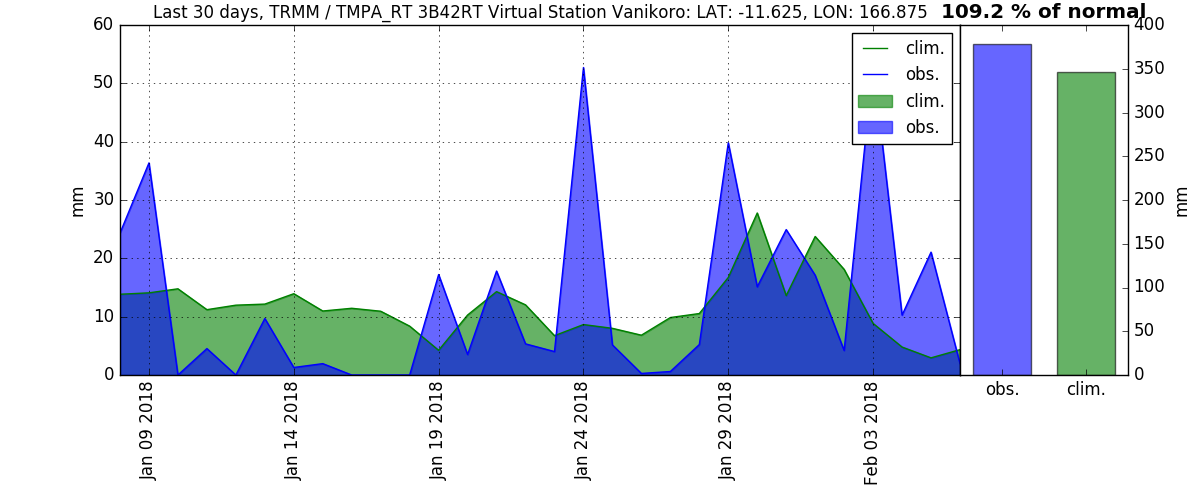 Last 30 days, TRMM / TMPA_RT 3B42RT Virtual Station Vanikoro: LAT: -11.625, LON: 166.875 109.2 % of normal
60
50
40
30
20
10
0
mm
clim.
obs.
clim.
obs.
Jan 09 2018
Jan 14 2018
Jan 19 2018
Jan 24 2018
Jan 29 2018
Feb 03 2018
400
350
300
250
200
150
100
50
0
mm
obs. clim.